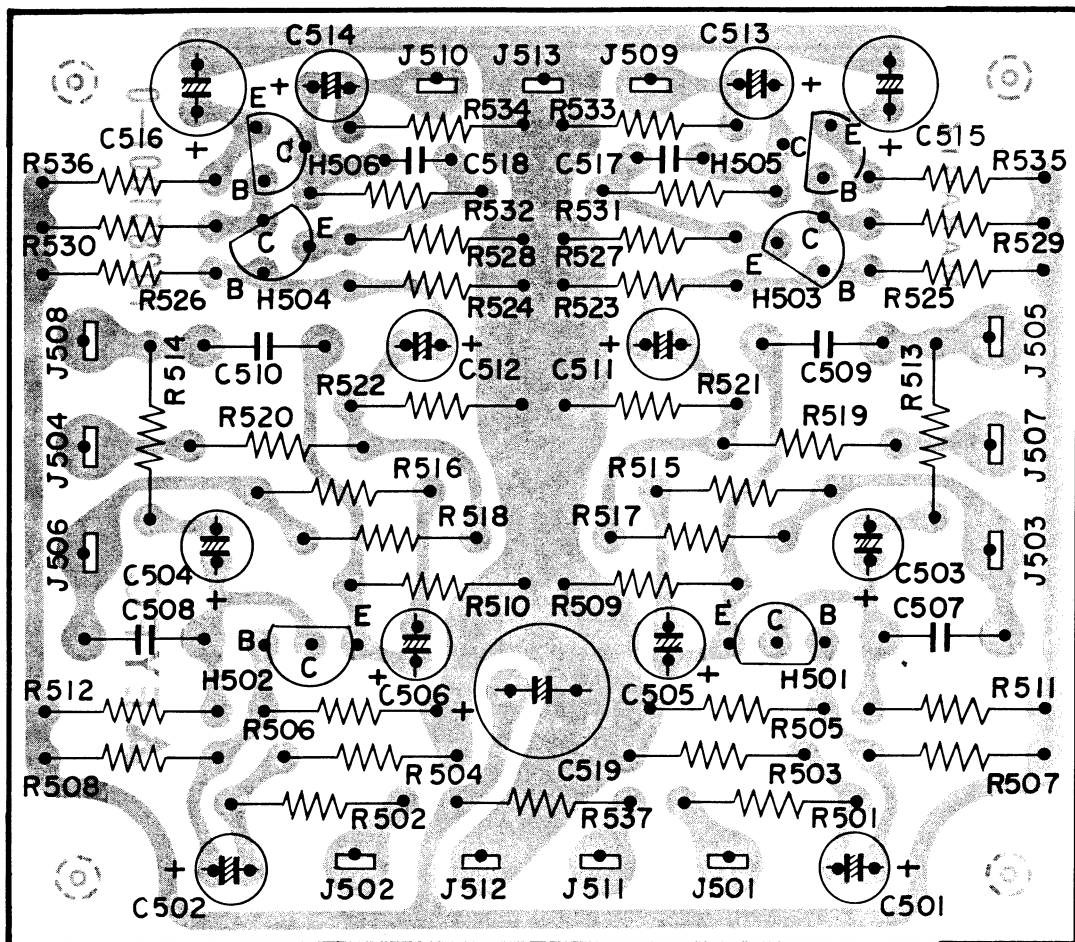 C514 J510 J513 J509 C513
E E
R534 R533
C516 C C C515
R536 H506 C518 C517 H505 R535
B B
R532 R531
R530 C E C R529
R528 R527 E
R526 B H504 R524 R523 H503 B R525
J508 R514 C510 C512 C511 C509 R513 J505
R522 R521
J504 R520 R519 J507
R516 R515
J506 R518 R517 J503
C504 C503
C508 R510 R509 C507
B C E E C B
H502 C506 C505 H501
R512 R511
R506 R505
R508 R504 C519 R503 R507
R502 R537 R501
C502 J502 J512 J511 J501 C501